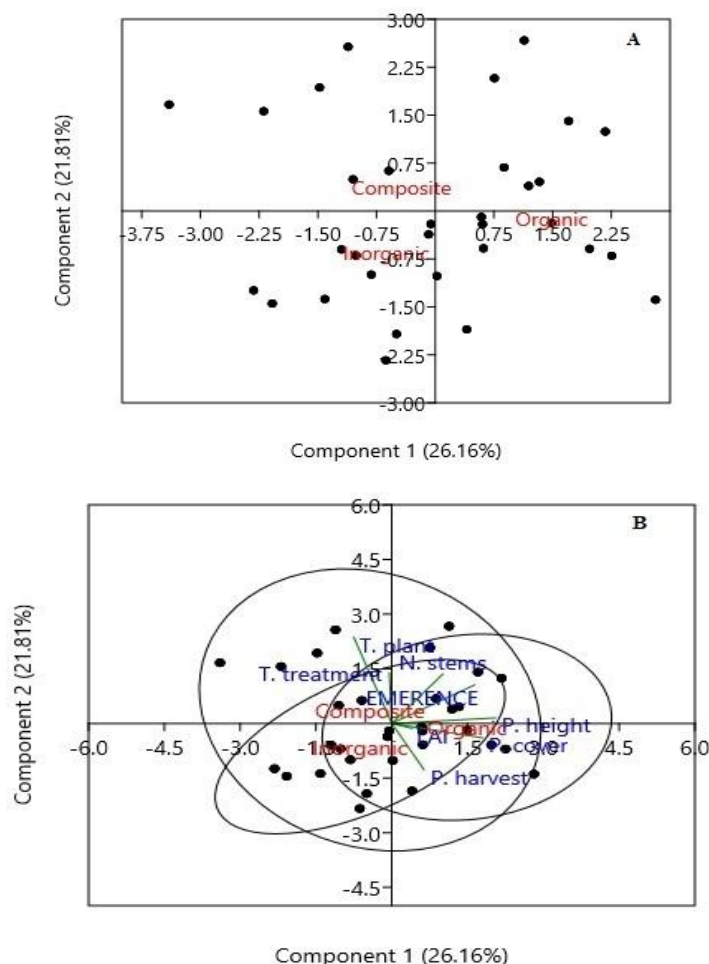 3.00
A
2.25
1.50
0.75
Composite
Organic
-3.75 -3.00 -2.25 -1.50 -0.75 0.75 1.50 2.25
Inorganic
-0.75
-1.50
-2.25
-3.00
Component 2 (21.81%)
Component 1 (26.16%)
6.0
B
4.5
3.0
T. plant
N. stems
T. treatment
EMERENCE
Composite
P. height
Organic
-6.0 -4.5 -3.0 1.5 3.0 4.5 6.0
P. cover
Inorganic
P. harvest
-1.5
-3.0
-4.5
Component 2 (21.81%)
Component 1 (26.16%)